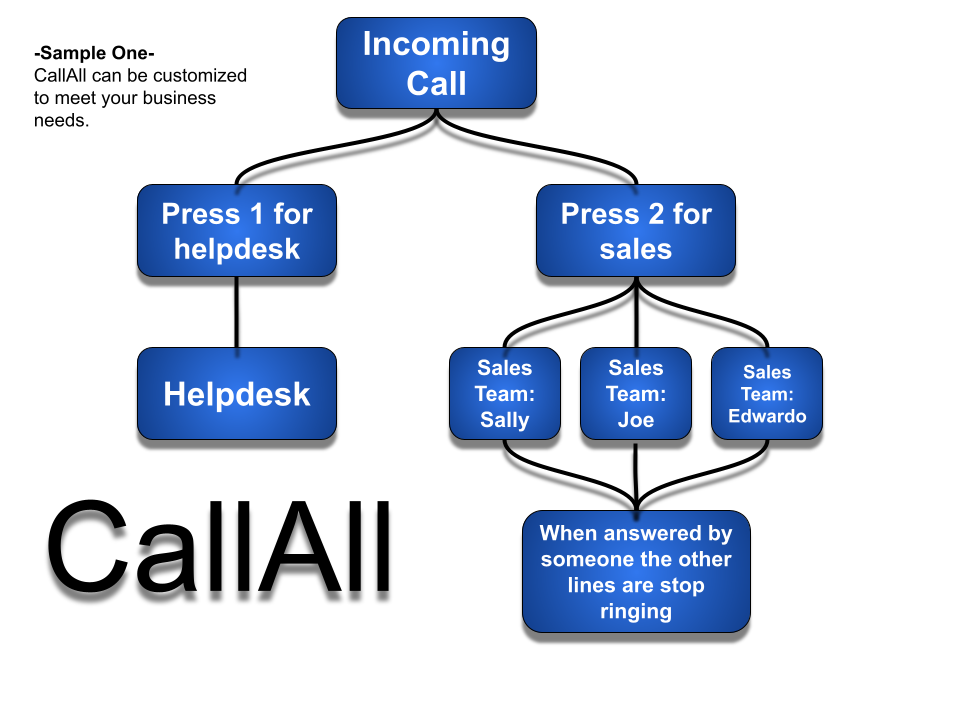 -Sample One-
CallAll can be customized
to meet your business
needs.
Incoming
Call
Press 1 for
helpdesk
Press 2 for
sales
Helpdesk
Sales
Team:
Sally
Sales
Team:
Joe
Sales
Team:
Edwardo
CallAll
When answered by
someone the other
lines are stop
ringing